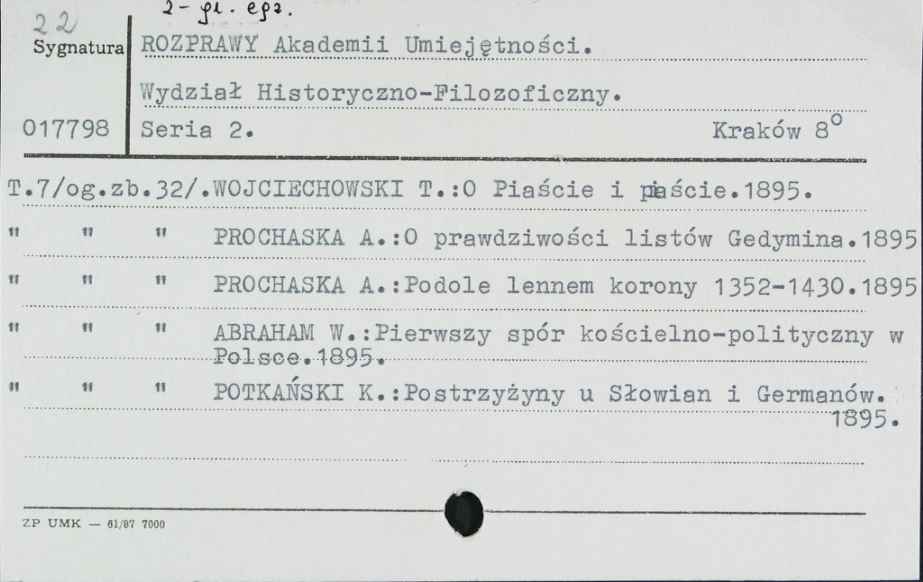 2-gi. egz.
22
Sygnatura ROZPRAWY Akademii Umiejętności.
Wydział Historyczno-Filozoficzny.
017798 Seria 2. Kraków 8°
T.7/og.zb.32/.WOJCIECHOWSKI T.:O Piaście i piaście.1895.
" " " PROCHASKA A.:O prawdziwości listów Gedymina.1895
" " " PROCHASKA A.:Podole lennem korony 1352-1430.1895
" " " ABRAHAM W.:Pierwszy spór kościelno-polityczny w
Polsce.1895.
" " " POTKAŃSKI K.:Postrzyżyny u Słowian i Germanów.
1895.
ZP UMK — 61/87 7000